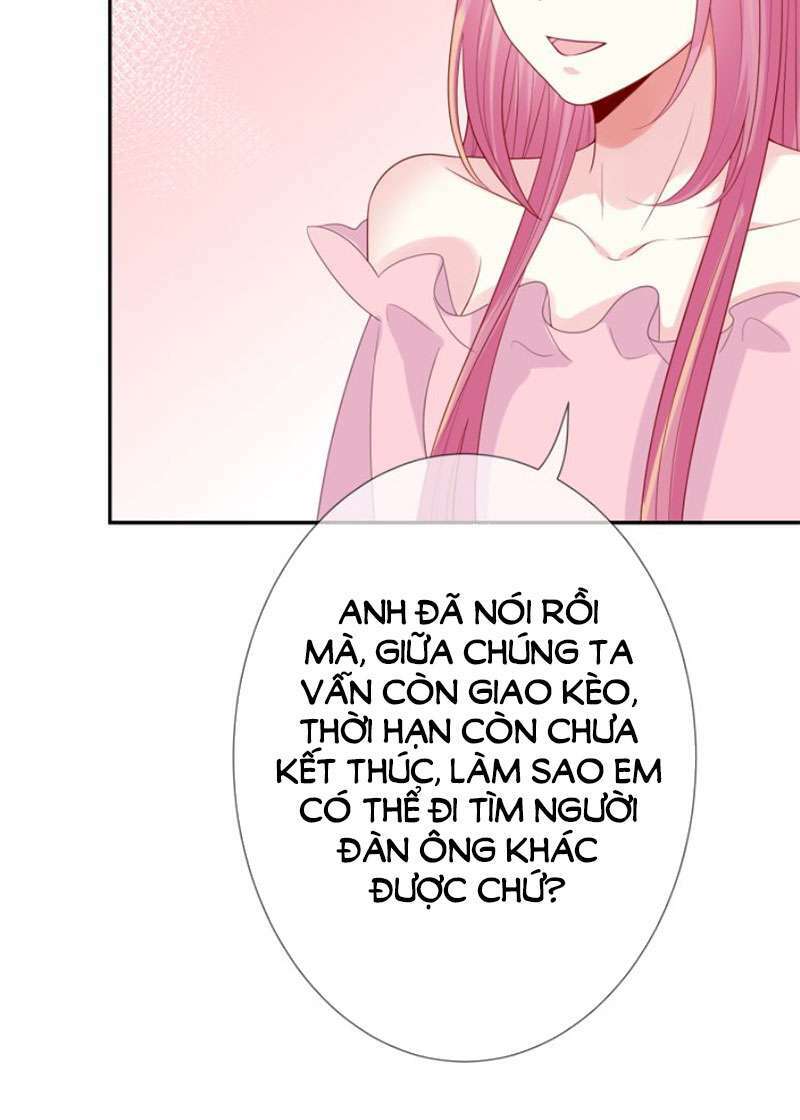 ANH ĐÃ NÓI RỒI
MÀ, GIỮA CHÚNG TA
VẪN CÒN GIAO KÈO,
THỜI HẠN CÒN CHƯA
KẾT THÚC, LÀM SAO EM
CÓ THỂ ĐI TÌM NGƯỜI
ĐÀN ÔNG KHÁC
ĐƯỢC CHỨ?